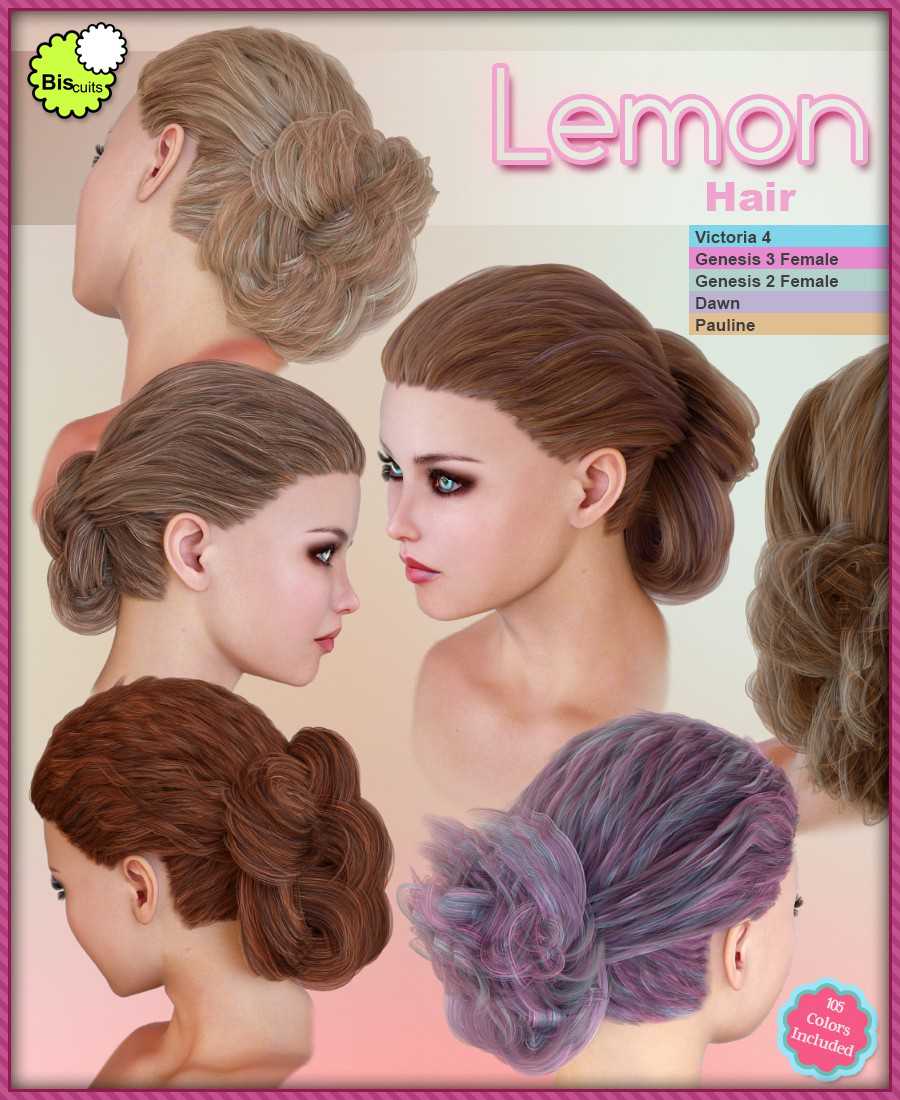 Biscuits
Lemon
Hair
Victoria 4
Genesis 3 Female
Genesis 2 Female
Dawn
Pauline
105
Colors
Included